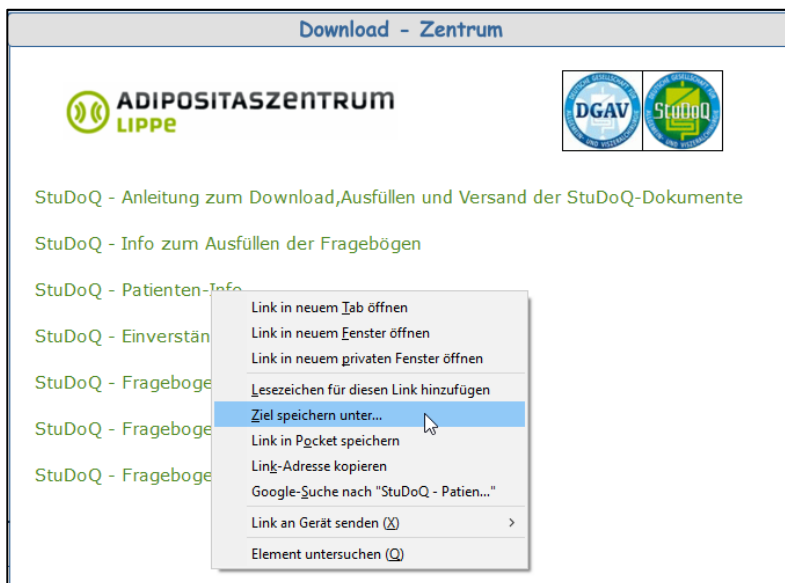 Download - Zentrum
ADIPOSITASZENTRUM
LIPPE
DGAV
StuDoQ
StuDoQ - Anleitung zum Download,Ausfüllen und Versand der StuDoQ-Dokumente
StuDoQ - Info zum Ausfüllen der Fragebögen
StuDoQ - Patienten-Info
StuDoQ - Einverstän
StuDoQ - Frageboge
StuDoQ - Frageboge
StuDoQ - Frageboge
Link in neuem Tab öffnen
Link in neuem Fenster öffnen
Link in neuem privaten Fenster öffnen
Lesezeichen für diesen Link hinzufügen
Ziel speichern unter...
Link in Pocket speichern
Link-Adresse kopieren
Google-Suche nach "StuDoQ - Patien..."
Link an Gerät senden (X)
Element untersuchen (Q)